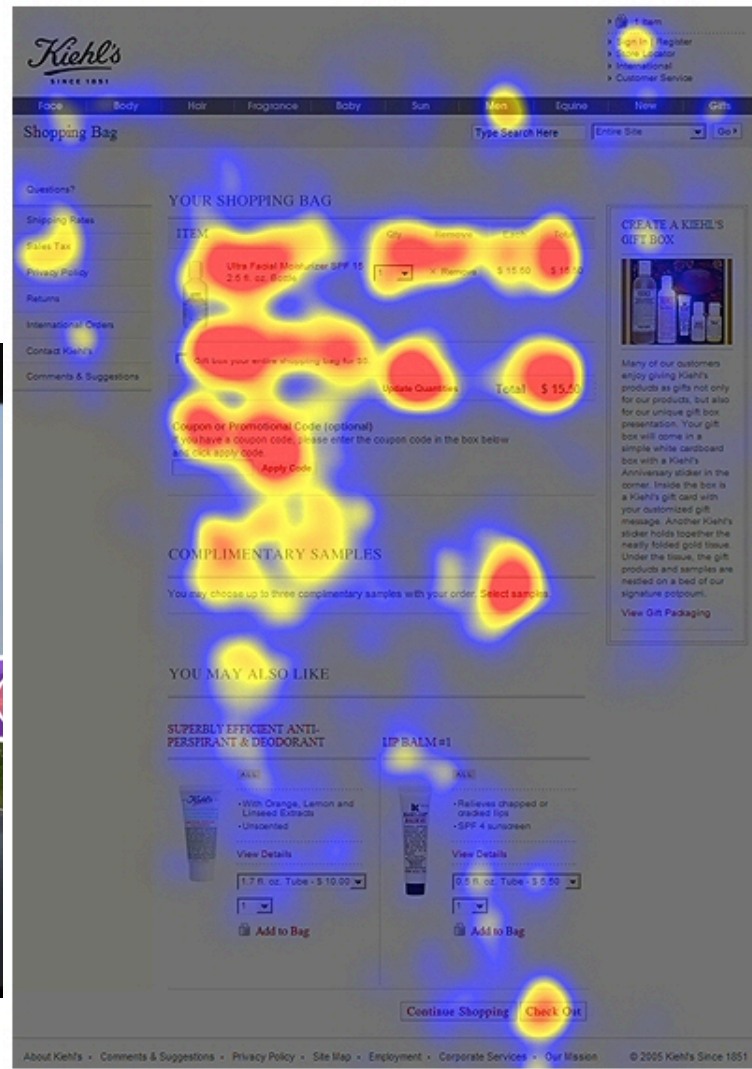 Kiehl's
SINCE 1851
1 Item
Sign In | Register
Store Locator
International
Customer Service
Face Body Hair Fragrance Baby Sun Men Equine New Gifts
Shopping Bag
Type Search Here Entire Site Go
Questions?
Shipping Rates
Sales Tax
Privacy Policy
Returns
International Orders
Contact Kiehl's
Comments & Suggestions
YOUR SHOPPING BAG
ITEM Qty Remove Each Total
Ultra Facial Moisturizer SPF 15
2.5 fl. oz. Bottle
1 × Remove $ 15.50 $ 15.50
Gift box your entire shopping bag for $0.
Update Quantities Total $ 15.50
Coupon or Promotional Code (optional)
If you have a coupon code, please enter the coupon code in the box below
and click apply code.
Apply Code
COMPLIMENTARY SAMPLES
You may choose up to three complimentary samples with your order. Select samples.
YOU MAY ALSO LIKE
SUPERBLY EFFICIENT ANTI-
PERSPIRANT & DEODORANT
ALL
Kiehl's
• With Orange, Lemon and
Linseed Extracts
• Unscented
View Details
1.7 fl. oz. Tube - $ 10.00
1
Add to Bag
LIP BALM #1
ALL
• Relieves chapped or
cracked lips
• SPF 4 sunscreen
View Details
0.5 fl. oz. Tube - $ 5.50
1
Add to Bag
Continue Shopping Check Out
CREATE A KIEHL'S
GIFT BOX
Many of our customers
enjoy giving Kiehl's
products as gifts not only
for our products, but also
for our unique gift box
presentation. Your gift
box will come in a
simple white cardboard
box with a Kiehl's
Anniversary sticker in the
corner. Inside the box is
a Kiehl's gift card with
your customized gift
message. Another Kiehl's
sticker holds together the
neatly folded gold tissue.
Under the tissue, the gift
products and samples are
nestled on a bed of our
signature potpourri.
View Gift Packaging
About Kiehl's • Comments & Suggestions • Privacy Policy • Site Map • Employment • Corporate Services • Our Mission © 2005 Kiehl's Since 1851